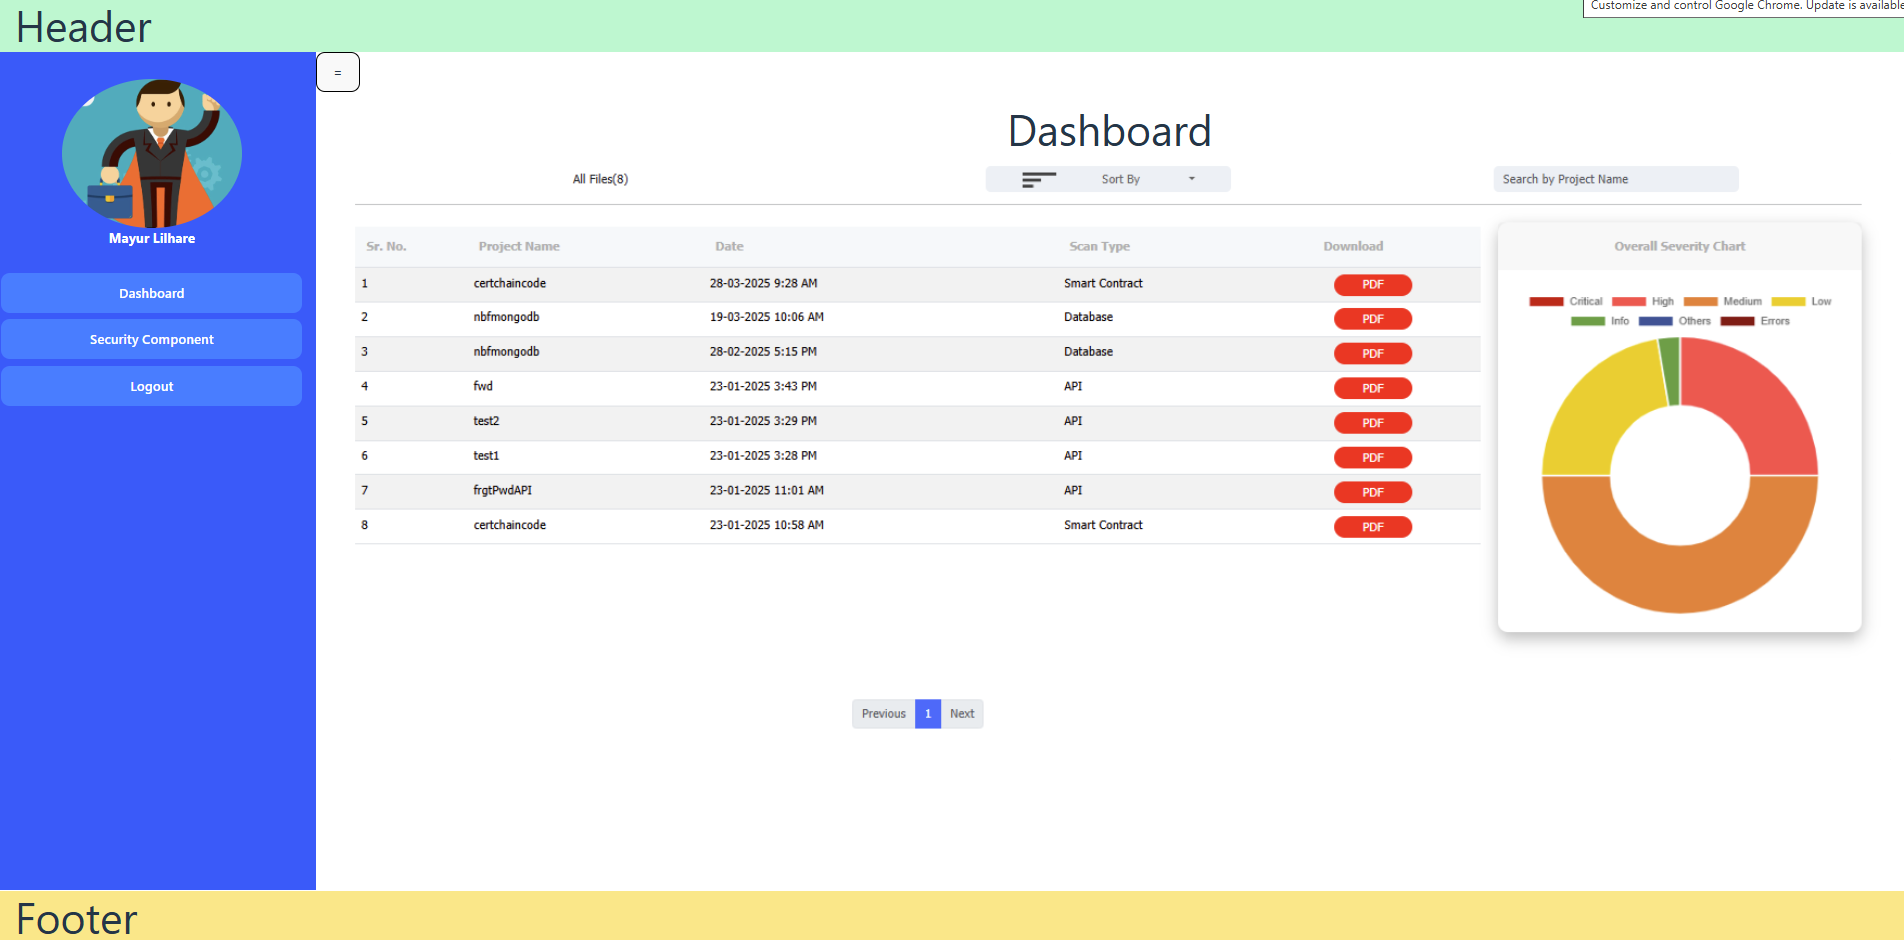 Header
Customize and control Google Chrome. Update is available
=
Mayur Lilhare
Dashboard
Security Component
Logout
Dashboard
All Files(8)
Sort By
Search by Project Name
Sr. No. Project Name Date Scan Type Download
1 certchaincode 28-03-2025 9:28 AM Smart Contract PDF
2 nbfmongodb 19-03-2025 10:06 AM Database PDF
3 nbfmongodb 28-02-2025 5:15 PM Database PDF
4 fwd 23-01-2025 3:43 PM API PDF
5 test2 23-01-2025 3:29 PM API PDF
6 test1 23-01-2025 3:28 PM API PDF
7 frgtPwdAPI 23-01-2025 11:01 AM API PDF
8 certchaincode 23-01-2025 10:58 AM Smart Contract PDF
Overall Severity Chart
Critical High Medium Low
Info Others Errors
Previous 1 Next
Footer